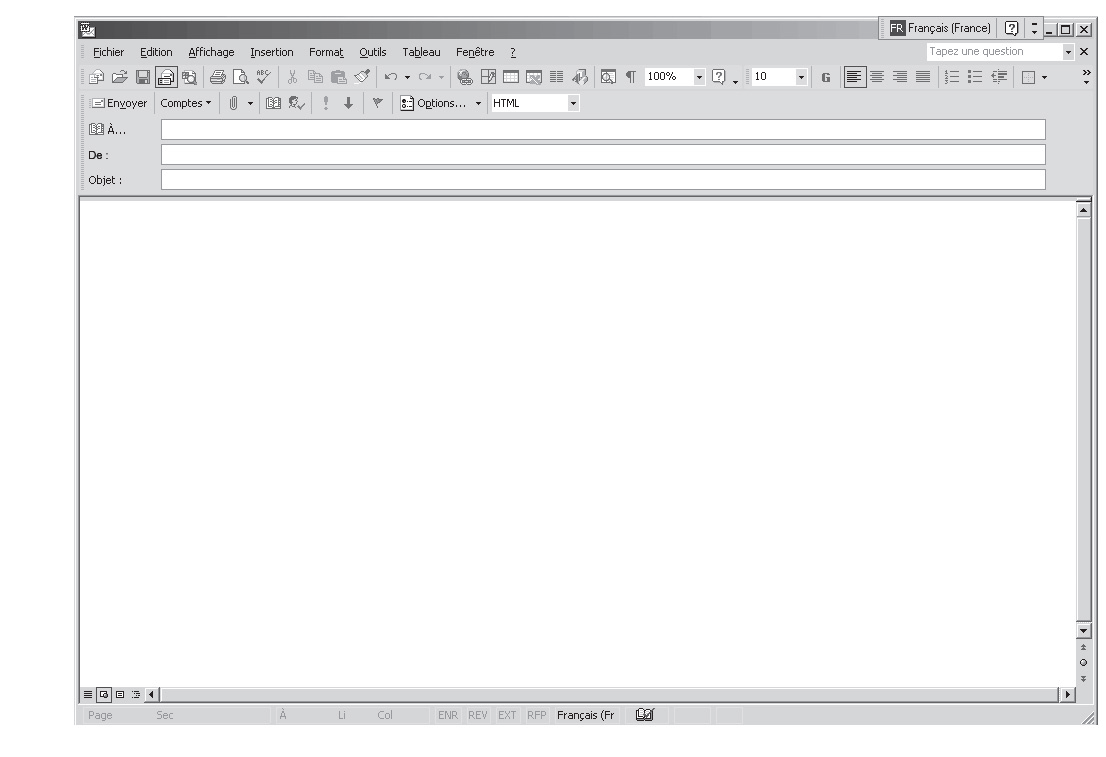 FR Français (France)
Fichier Edition Affichage Insertion Format Outils Tableau Fenêtre ? Tapez une question
100% 10 G
Envoyer Comptes Options... HTML
À...
De :
Objet :
Page Sec À Li Col ENR REV EXT RFP Français (Fr